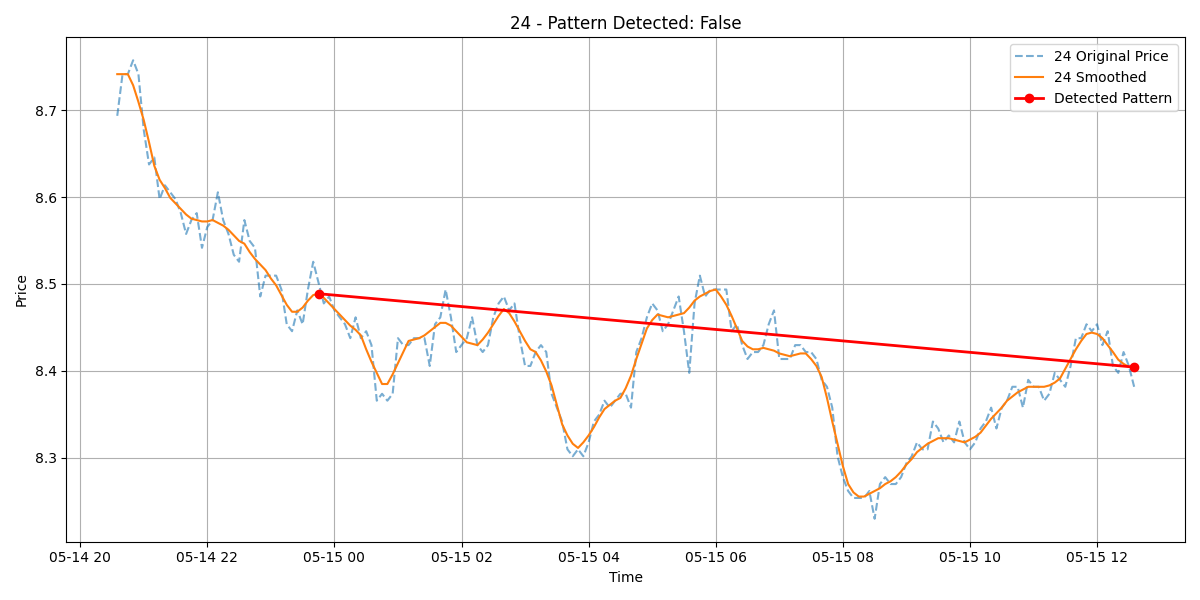 24 - Pattern Detected: False
24 Original Price
24 Smoothed
Detected Pattern
Price
8.7
8.6
8.5
8.4
8.3
05-14 20
05-14 22
05-15 00
05-15 02
05-15 04
05-15 06
05-15 08
05-15 10
05-15 12
Time